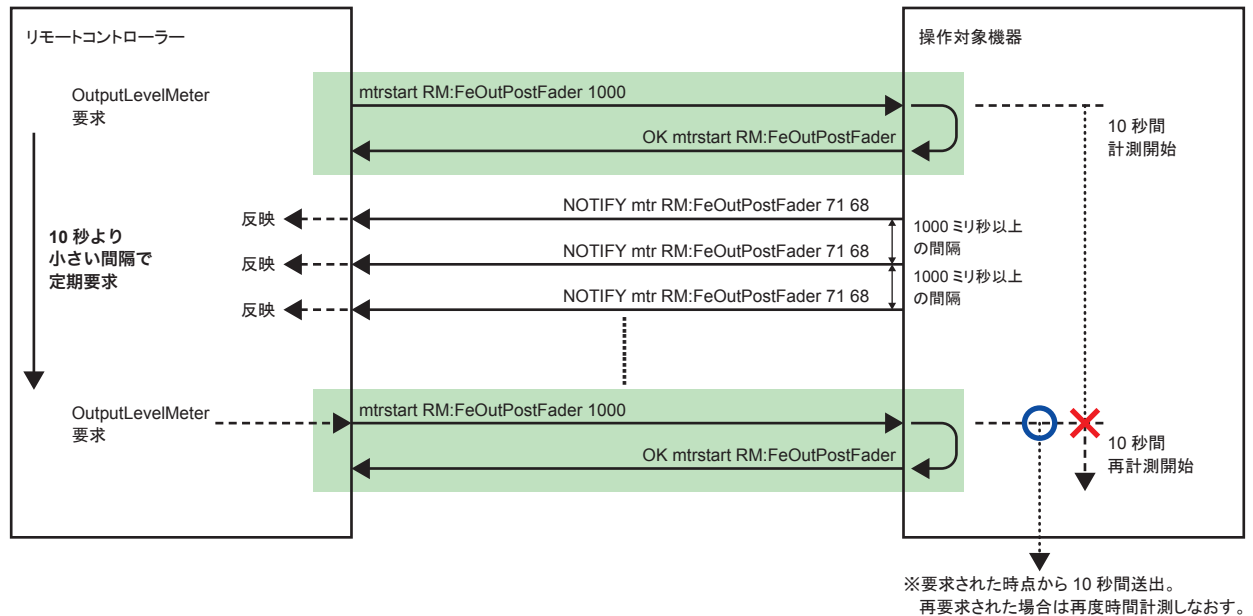 リモートコントローラー
操作対象機器
OutputLevelMeter
要求
mtrstart RM:FeOutPostFader 1000
OK mtrstart RM:FeOutPostFader
10 秒間
計測開始
10 秒より
小さい間隔で
定期要求
反映
NOTIFY mtr RM:FeOutPostFader 71 68
1000 ミリ秒以上
の間隔
反映
NOTIFY mtr RM:FeOutPostFader 71 68
1000 ミリ秒以上
の間隔
反映
NOTIFY mtr RM:FeOutPostFader 71 68
OutputLevelMeter
要求
mtrstart RM:FeOutPostFader 1000
OK mtrstart RM:FeOutPostFader
10 秒間
再計測開始
※要求された時点から 10 秒間送出。
再要求された場合は再度時間計測しなおす。